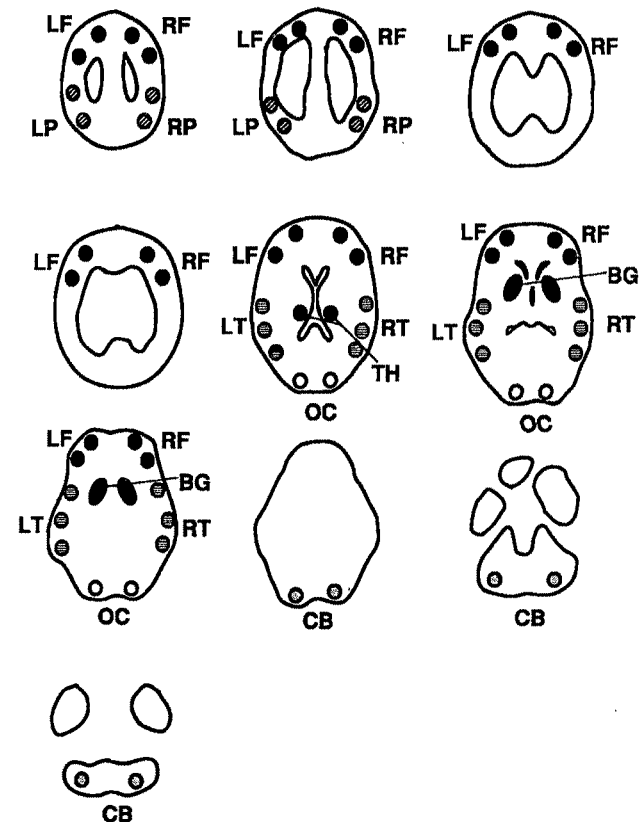 LF RF LF RF LF RF
LP RP LP RP
LF RF LF RF LF RF
BG
LT RT LT RT
TH
OC OC
LF RF
BG
LT RT
OC CB CB
CB